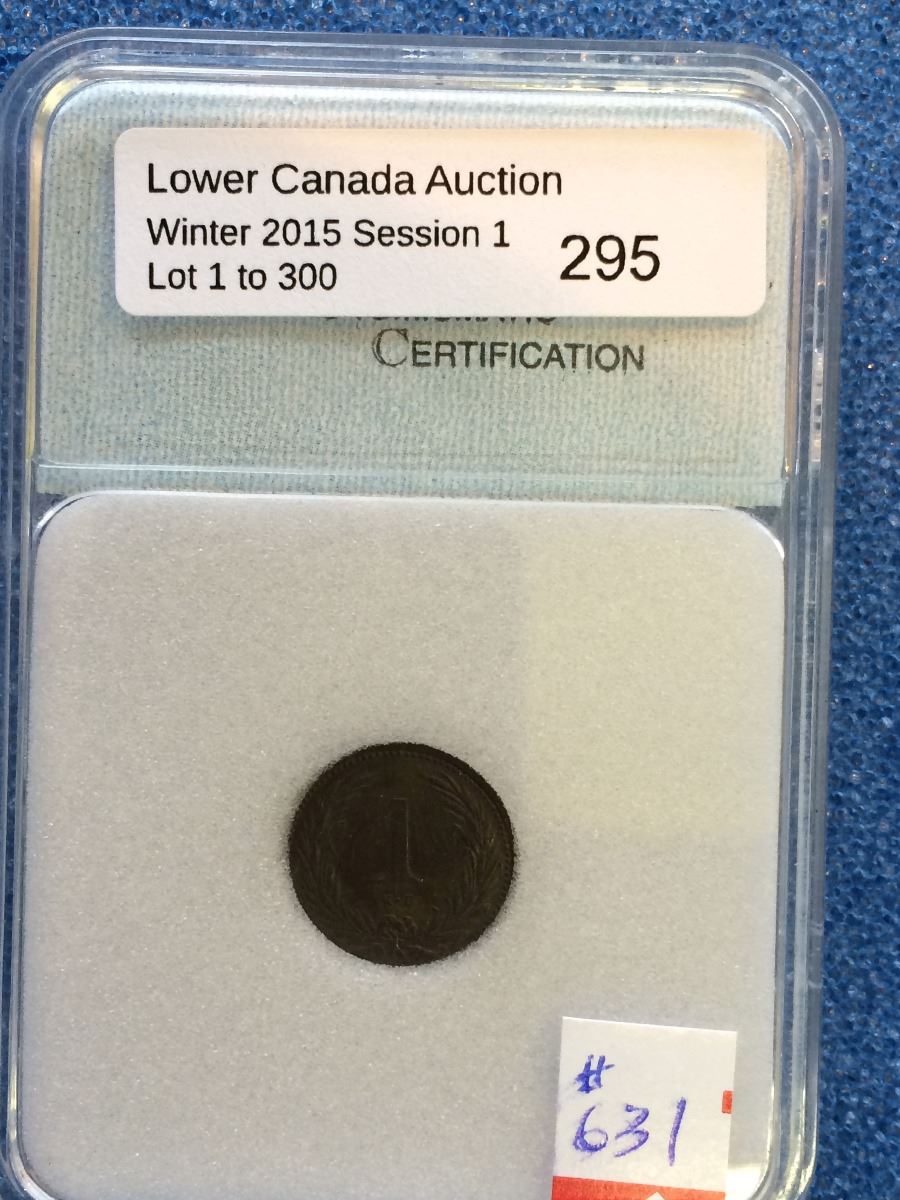 Lower Canada Auction
Winter 2015 Session 1
Lot 1 to 300
295
CERTIFICATION
1
#
631